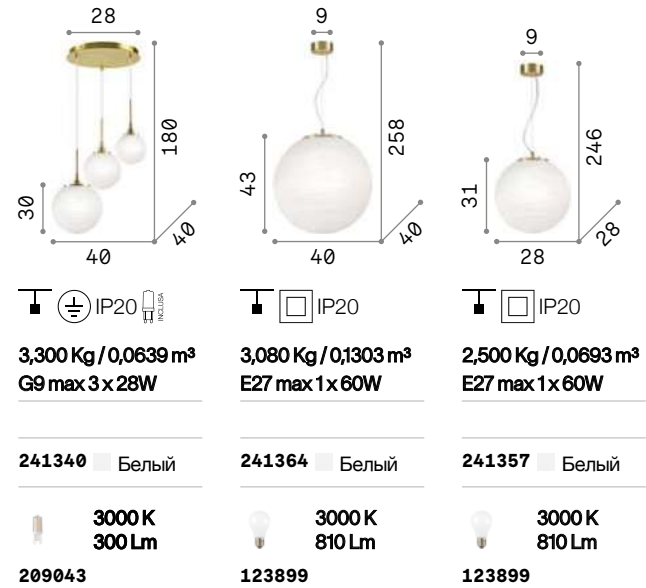 28
180
30
40
40
IP20 INCLUSA
3,300 Kg / 0,0639 m³
G9 max 3 x 28W
241340 Белый
3000 K
300 Lm
209043
9
258
43
40
40
IP20
3,080 Kg / 0,1303 m³
E27 max 1 x 60W
241364 Белый
3000 K
810 Lm
123899
9
246
31
28
28
IP20
2,500 Kg / 0,0693 m³
E27 max 1 x 60W
241357 Белый
3000 K
810 Lm
123899